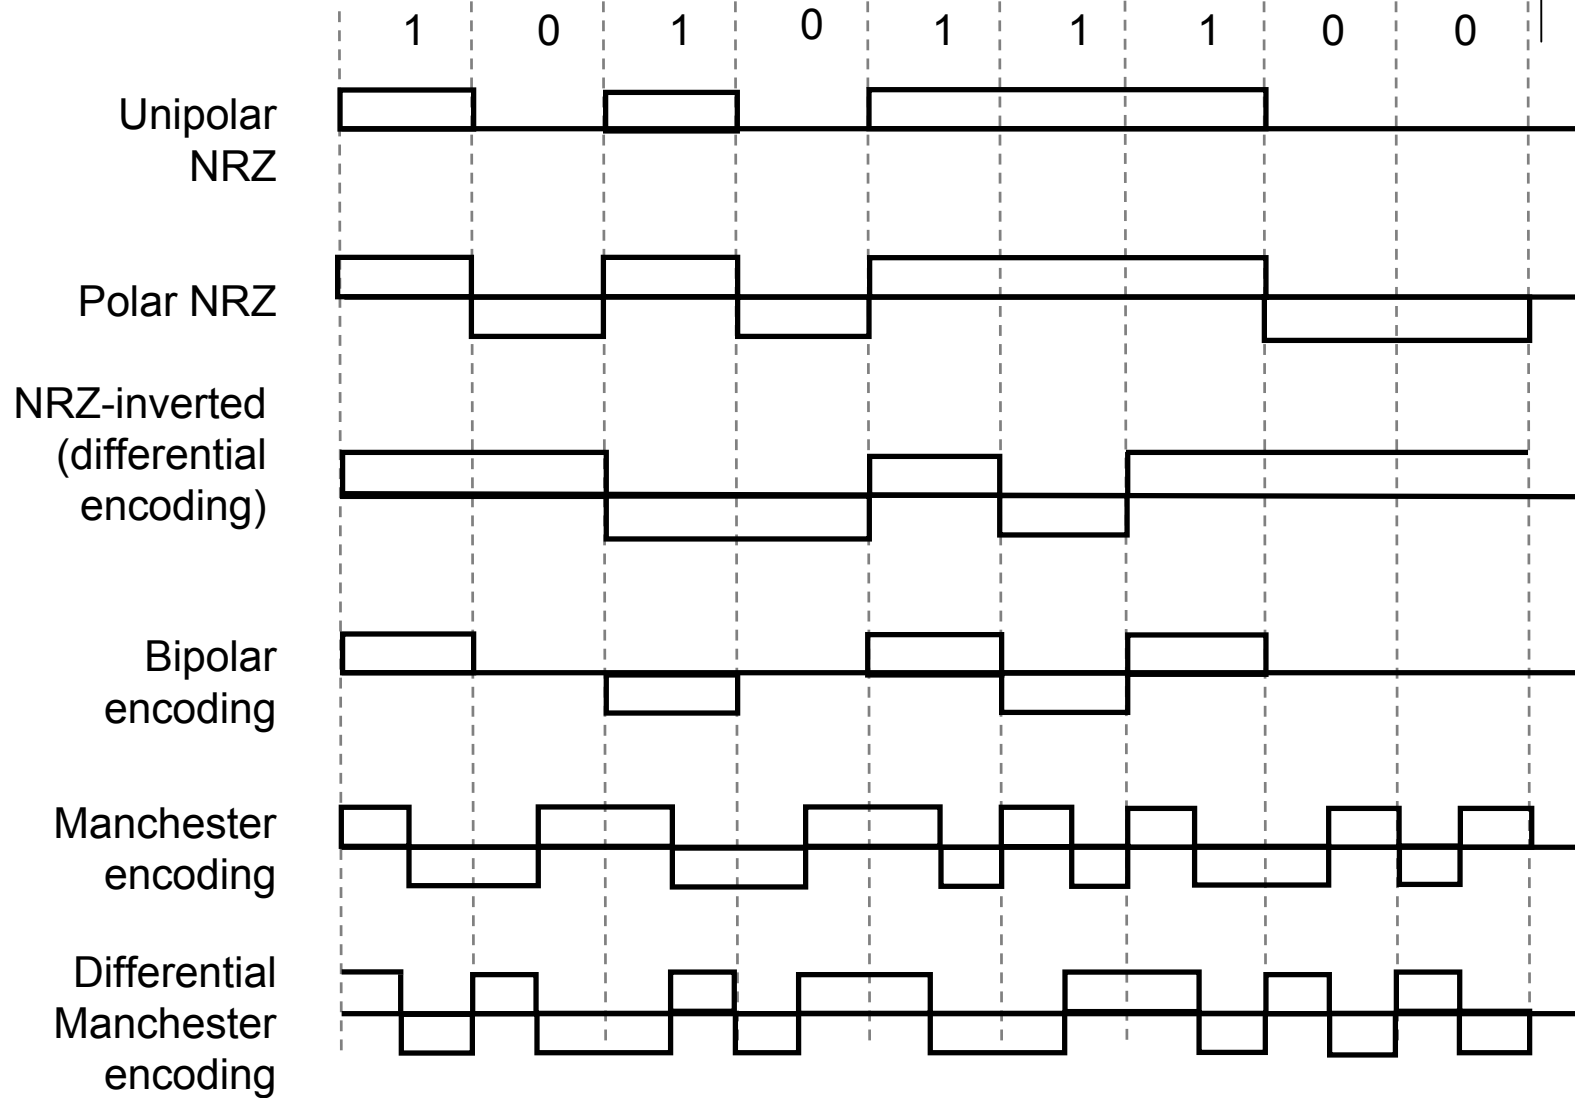 1 0 1 0 1 1 1 0 0
Unipolar
NRZ
Polar NRZ
NRZ-inverted
(differential
encoding)
Bipolar
encoding
Manchester
encoding
Differential
Manchester
encoding